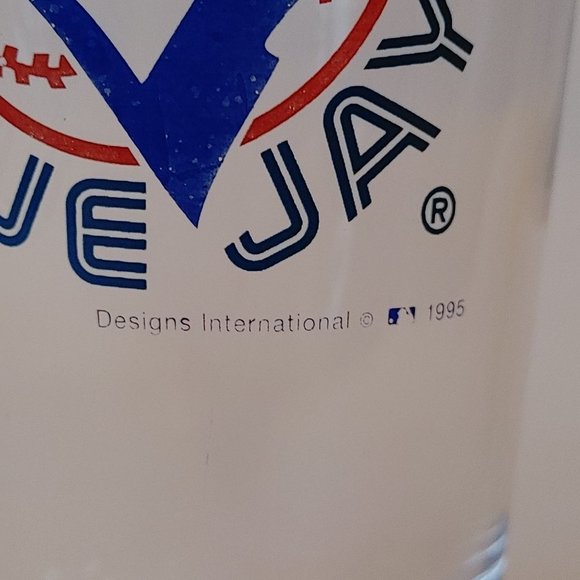 UE JAY
®
Designs International © 1995